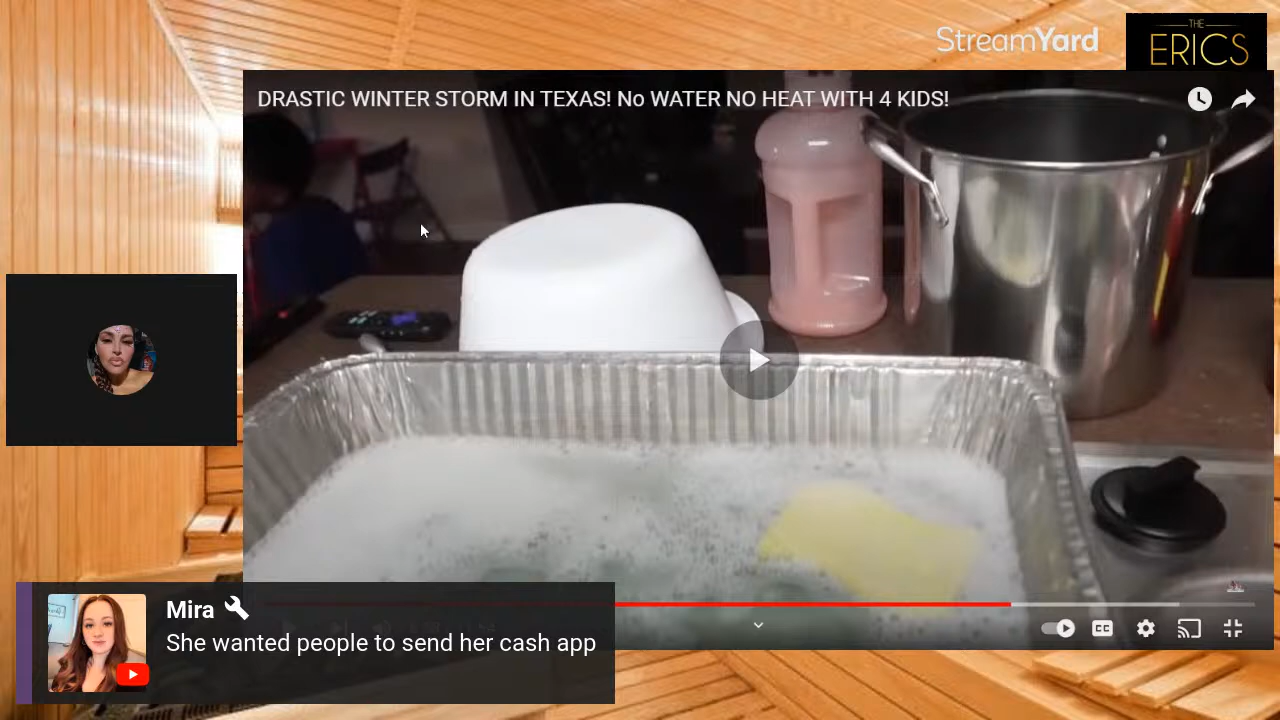 StreamYard
THE
ERICS
DRASTIC WINTER STORM IN TEXAS! No WATER NO HEAT WITH 4 KIDS!
CC
Mira
She wanted people to send her cash app